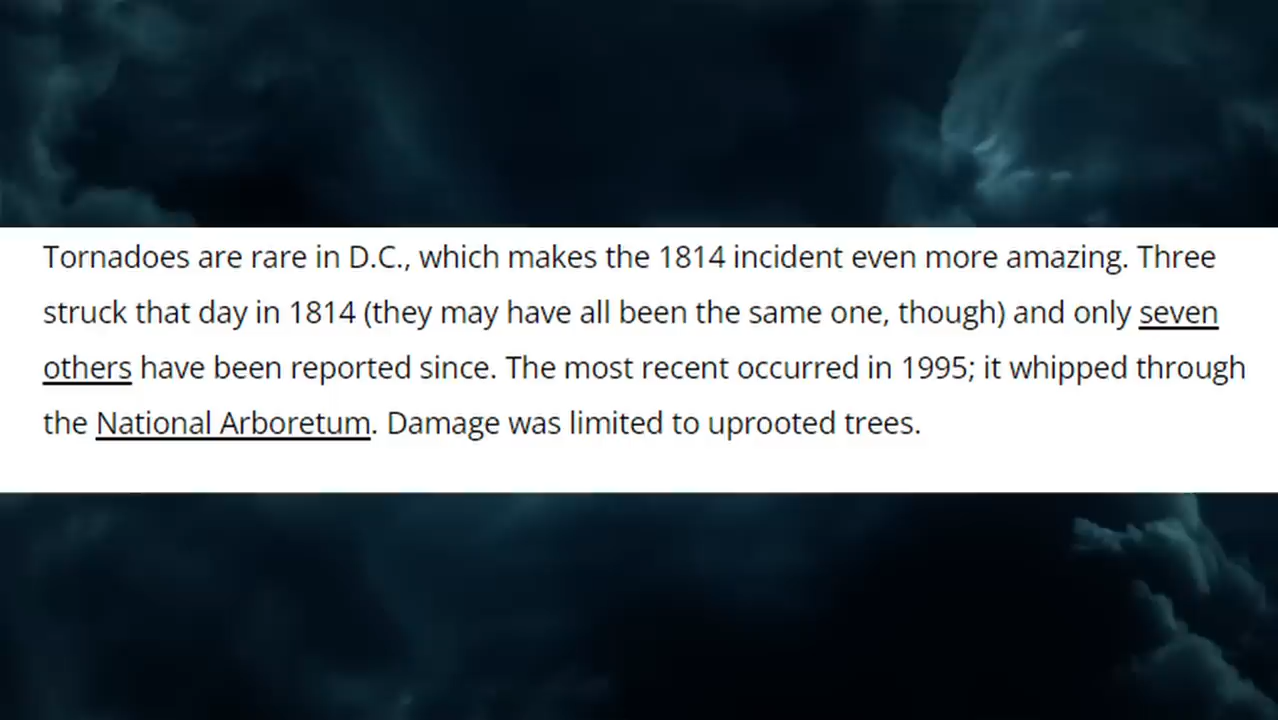 Tornadoes are rare in D.C., which makes the 1814 incident even more amazing. Three
struck that day in 1814 (they may have all been the same one, though) and only seven
others have been reported since. The most recent occurred in 1995; it whipped through
the National Arboretum. Damage was limited to uprooted trees.